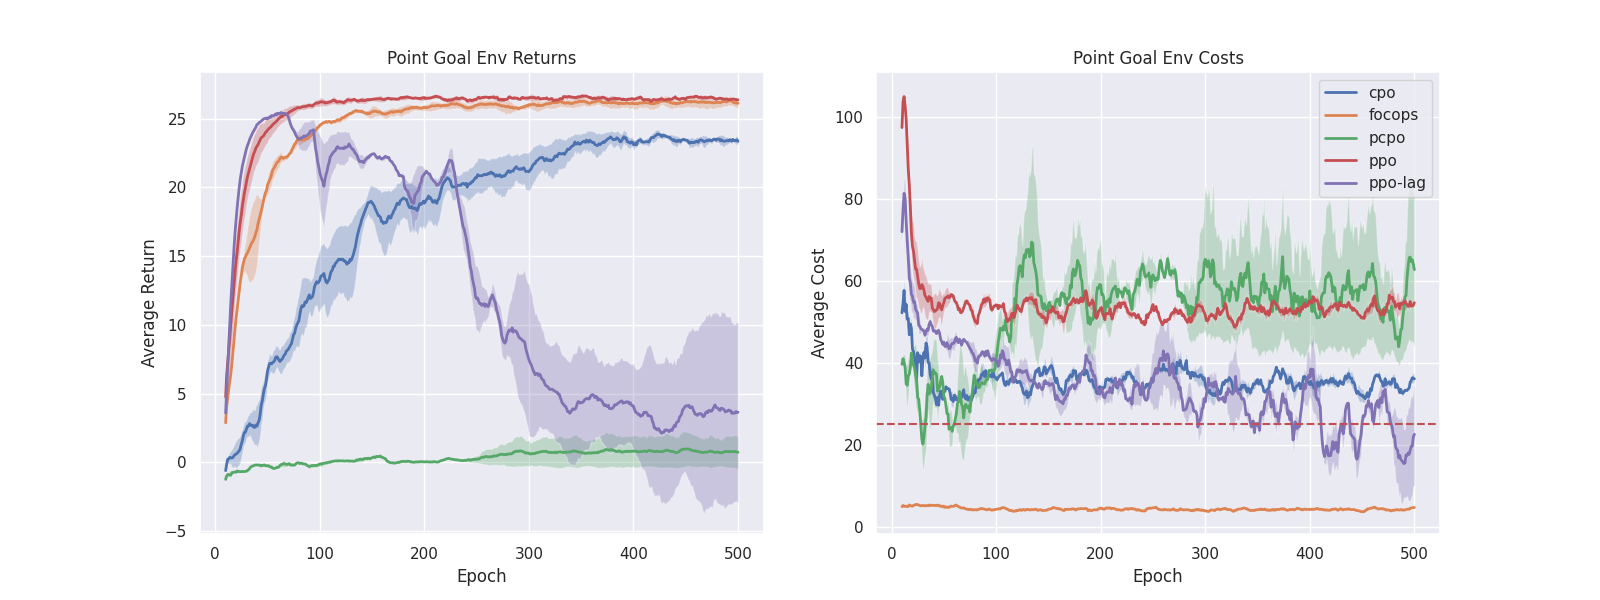 Point Goal Env Returns
Average Return
25
20
15
10
5
0
−5
0 100 200 300 400 500
Epoch
Point Goal Env Costs
Average Cost
100
80
60
40
20
0
0 100 200 300 400 500
Epoch
cpo
focops
pcpo
ppo
ppo-lag